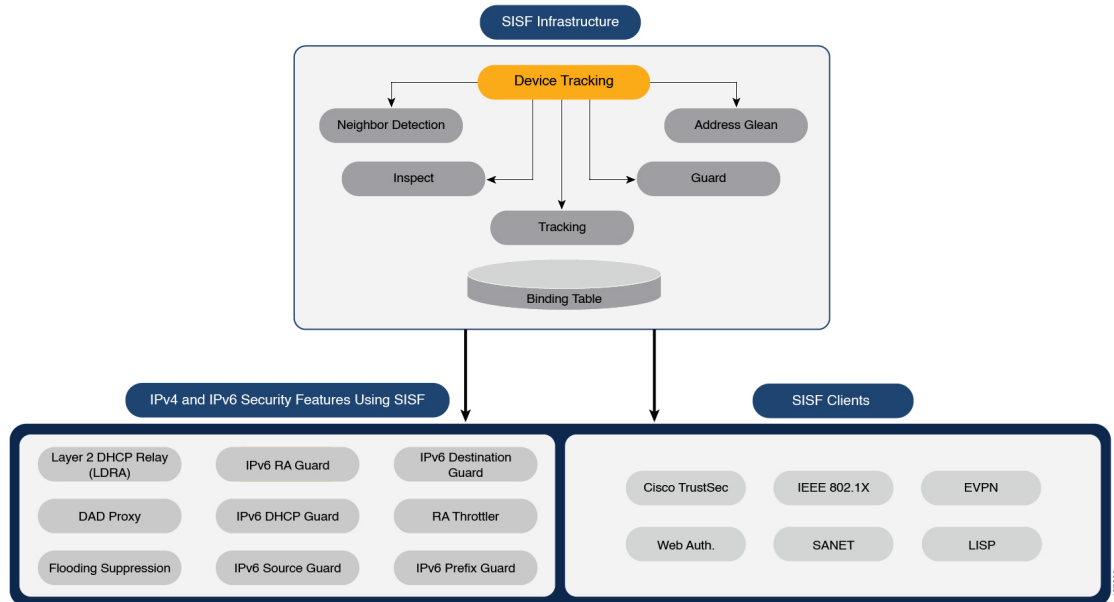 SISF Infrastructure
Device Tracking
Neighbor Detection
Address Glean
Inspect
Guard
Tracking
Binding Table
IPv4 and IPv6 Security Features Using SISF
SISF Clients
Layer 2 DHCP Relay
(LDRA)
IPv6 RA Guard
IPv6 Destination
Guard
DAD Proxy
IPv6 DHCP Guard
RA Throttler
Flooding Suppression
IPv6 Source Guard
IPv6 Prefix Guard
Cisco TrustSec
IEEE 802.1X
EVPN
Web Auth.
SANET
LISP